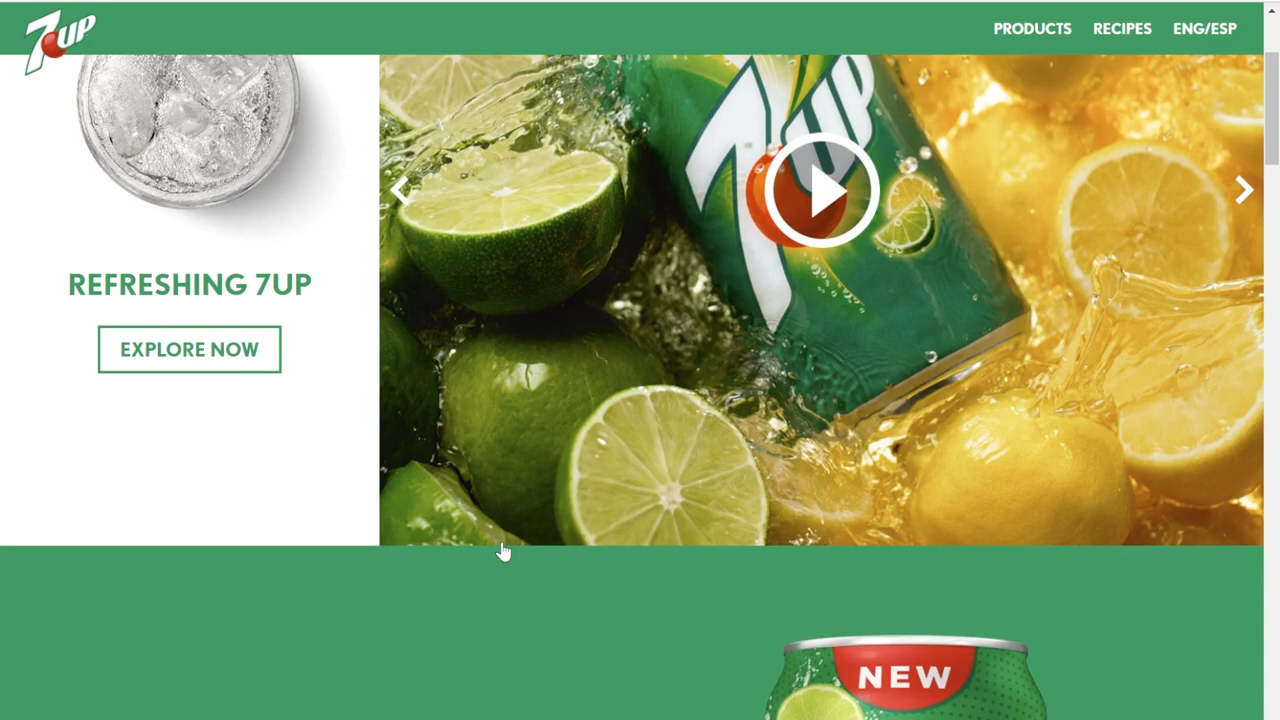 7UP
PRODUCTS
RECIPES
ENG/ESP
7UP
REFRESHING 7UP
EXPLORE NOW
NEW